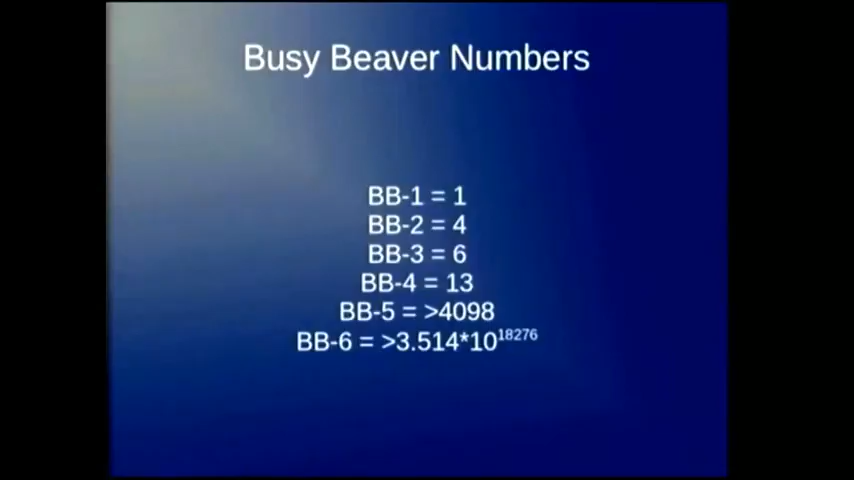 Busy Beaver Numbers
BB-1 = 1
BB-2 = 4
BB-3 = 6
BB-4 = 13
BB-5 = >4098
BB-6 = >3.514*10^18276